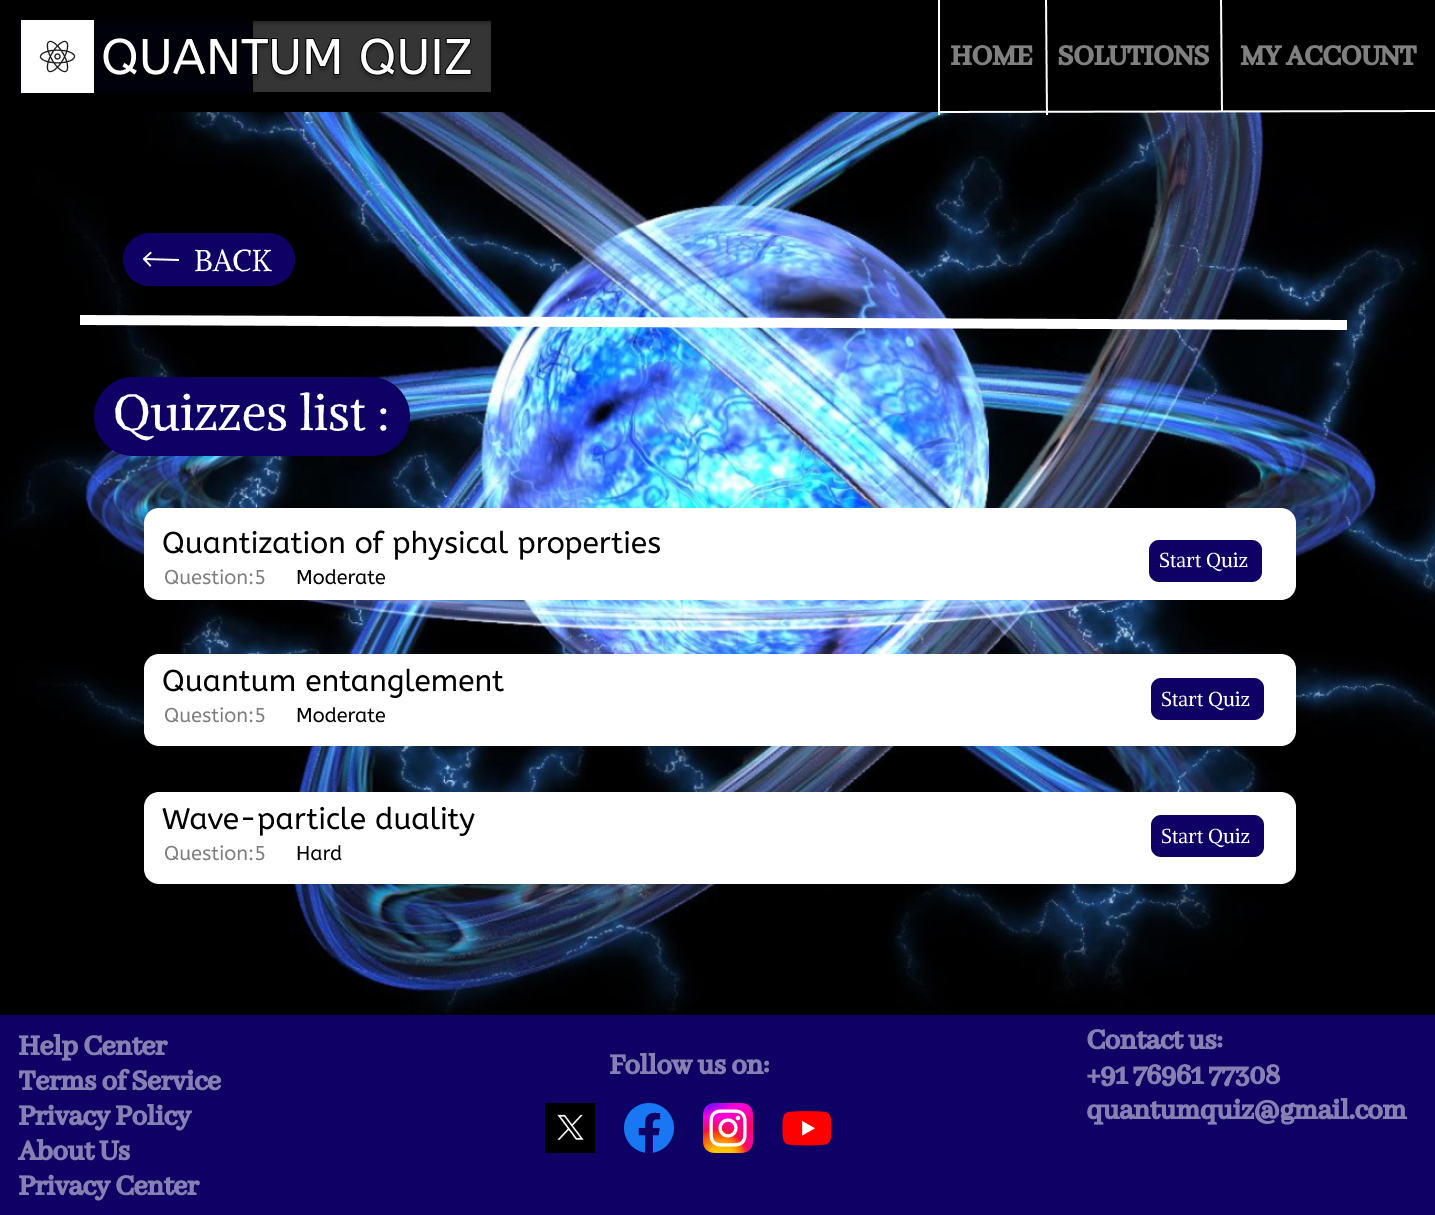 QUANTUM QUIZ
HOME
SOLUTIONS
MY ACCOUNT
BACK
Quizzes list :
Quantization of physical properties
Question:5 Moderate
Start Quiz
Quantum entanglement
Question:5 Moderate
Start Quiz
Wave-particle duality
Question:5 Hard
Start Quiz
Help Center
Terms of Service
Privacy Policy
About Us
Privacy Center
Follow us on:
Contact us:
+91 76961 77308
quantumquiz@gmail.com